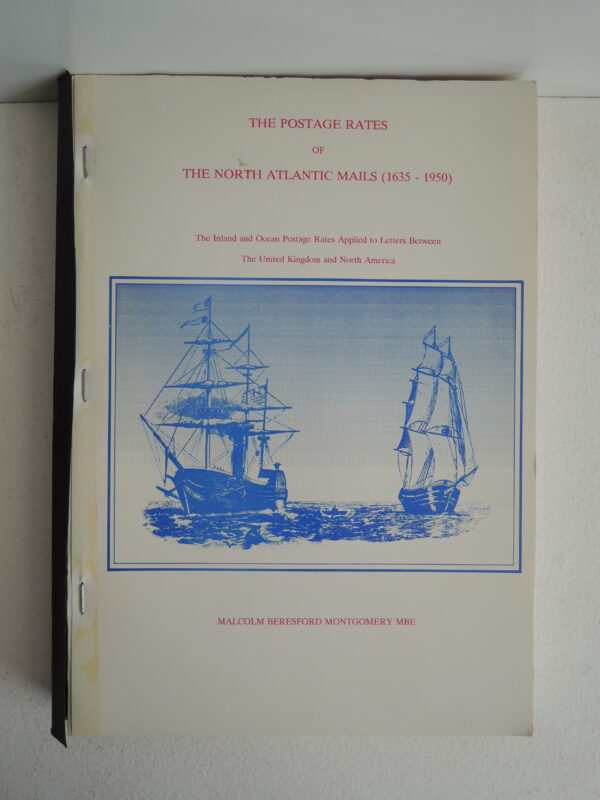 THE POSTAGE RATES
OF
THE NORTH ATLANTIC MAILS (1635 - 1950)
The Inland and Ocean Postage Rates Applied to Letters Between
The United Kingdom and North America
MALCOLM BERESFORD MONTGOMERY MBE